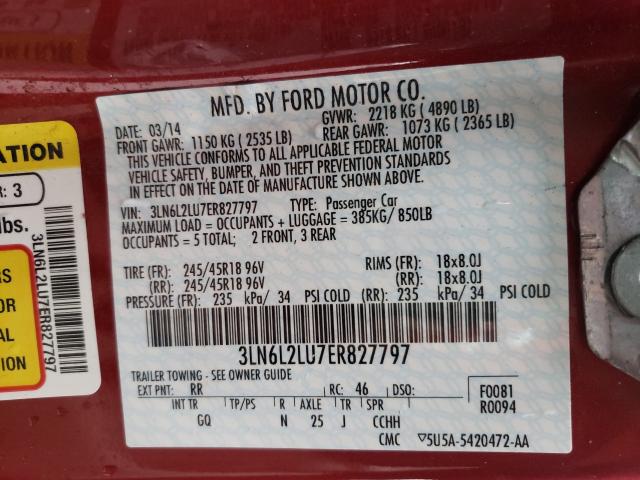 MFD. BY FORD MOTOR CO.
DATE: 03/14 GVWR: 2218 KG ( 4890 LB)
FRONT GAWR: 1150 KG ( 2535 LB) REAR GAWR: 1073 KG ( 2365 LB)
THIS VEHICLE CONFORMS TO ALL APPLICABLE FEDERAL MOTOR
VEHICLE SAFETY, BUMPER, AND THEFT PREVENTION STANDARDS
IN EFFECT ON THE DATE OF MANUFACTURE SHOWN ABOVE.
VIN: 3LN6L2LU7ER827797 TYPE: Passenger Car
MAXIMUM LOAD = OCCUPANTS + LUGGAGE = 385KG/ 850LB
OCCUPANTS = 5 TOTAL; 2 FRONT, 3 REAR
TIRE (FR): 245/45R18 96V RIMS (FR): 18x8.0J
(RR): 245/45R18 96V (RR): 18x8.0J
PRESSURE (FR): 235 kPa/ 34 PSI COLD (RR): 235 kPa/ 34 PSI COLD
3LN6L2LU7ER827797
TRAILER TOWING - SEE OWNER GUIDE
EXT PNT: RR RC: 46 DSO: F0081
R0094
INT TR TP/PS R AXLE TR SPR
GQ N 25 J CCHH
CMC ▽5U5A-5420472-AA
ATION
R: 3
lbs.
RS
OR
AL
ION
3LN6L2LU7ER827797